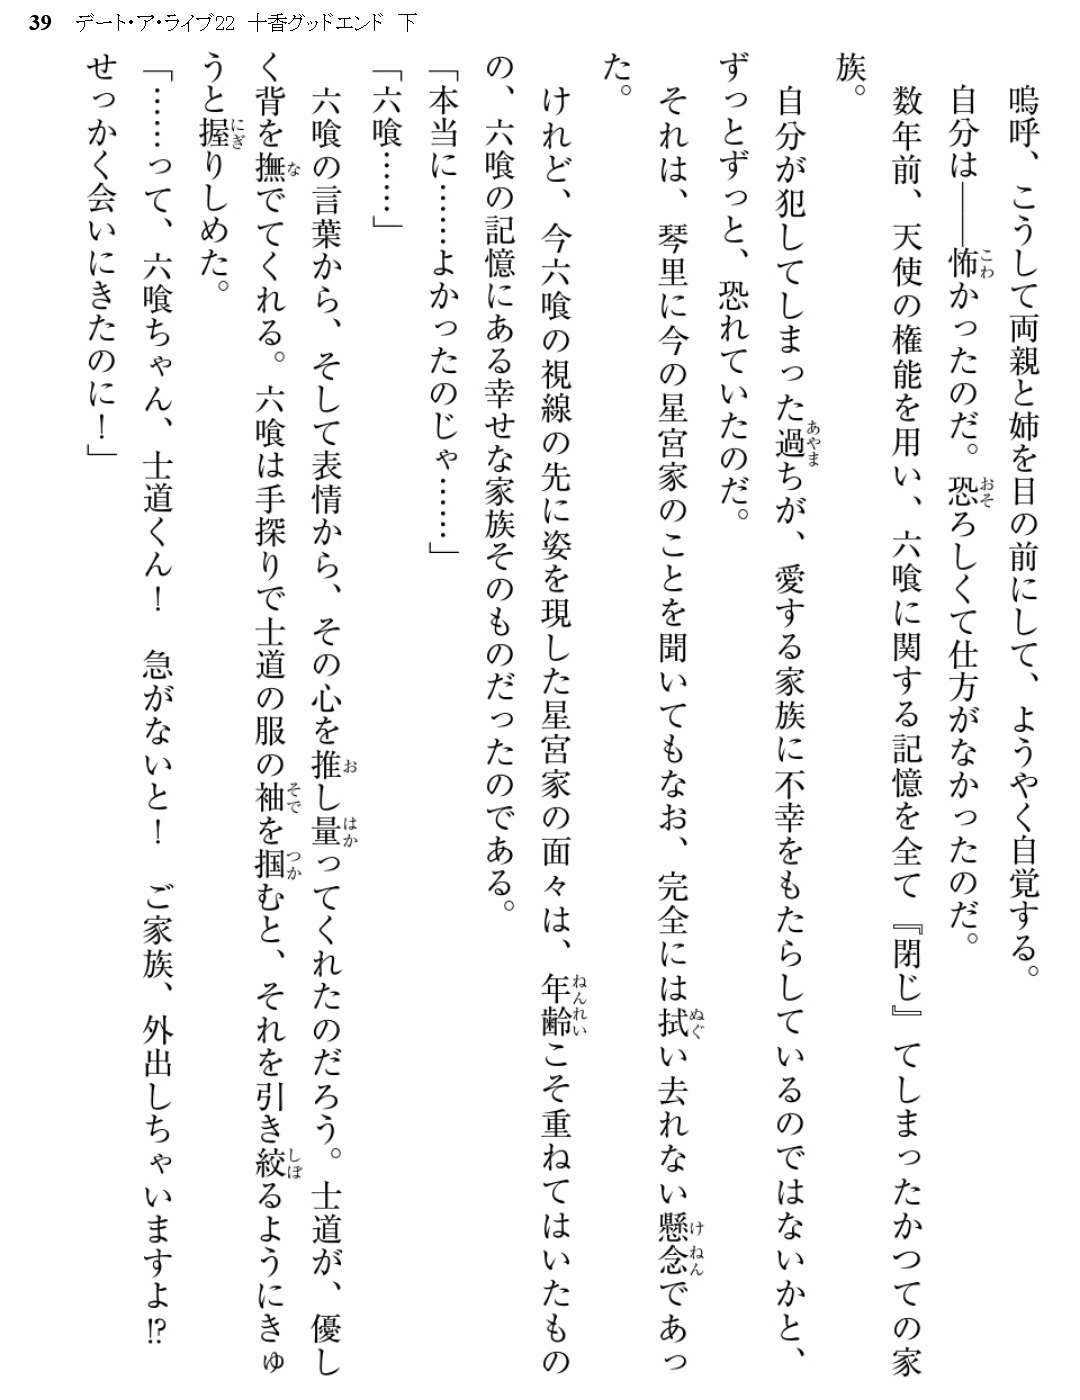 39 デート・ア・ライブ22 十香グッドエンド 下
嗚呼、こうして両親と姉を目の前にして、ようやく自覚する。
自分は――怖かったのだ。恐ろしくて仕方がなかったのだ。
数年前、天使の権能を用い、六喰に関する記憶を全て『閉じ』てしまったかつての家
族。
自分が犯してしまった過ちが、愛する家族に不幸をもたらしているのではないかと、
ずっとずっと、恐れていたのだ。
それは、琴里に今の星宮家のことを聞いてもなお、完全には拭い去れない懸念であっ
た。
けれど、今六喰の視線の先に姿を現した星宮家の面々は、年齢こそ重ねてはいたもの
の、六喰の記憶にある幸せな家族そのものだったのである。
「本当に……よかったのじゃ……」
「六喰……」
六喰の言葉から、そして表情から、その心を推し量ってくれたのだろう。士道が、優し
く背を撫でてくれる。六喰は手探りで士道の服の袖を掴むと、それを引き絞るようにきゅ
うと握りしめた。
「……って、六喰ちゃん、士道くん！　急がないと！　ご家族、外出しちゃいますよ!?
せっかく会いにきたのに！」